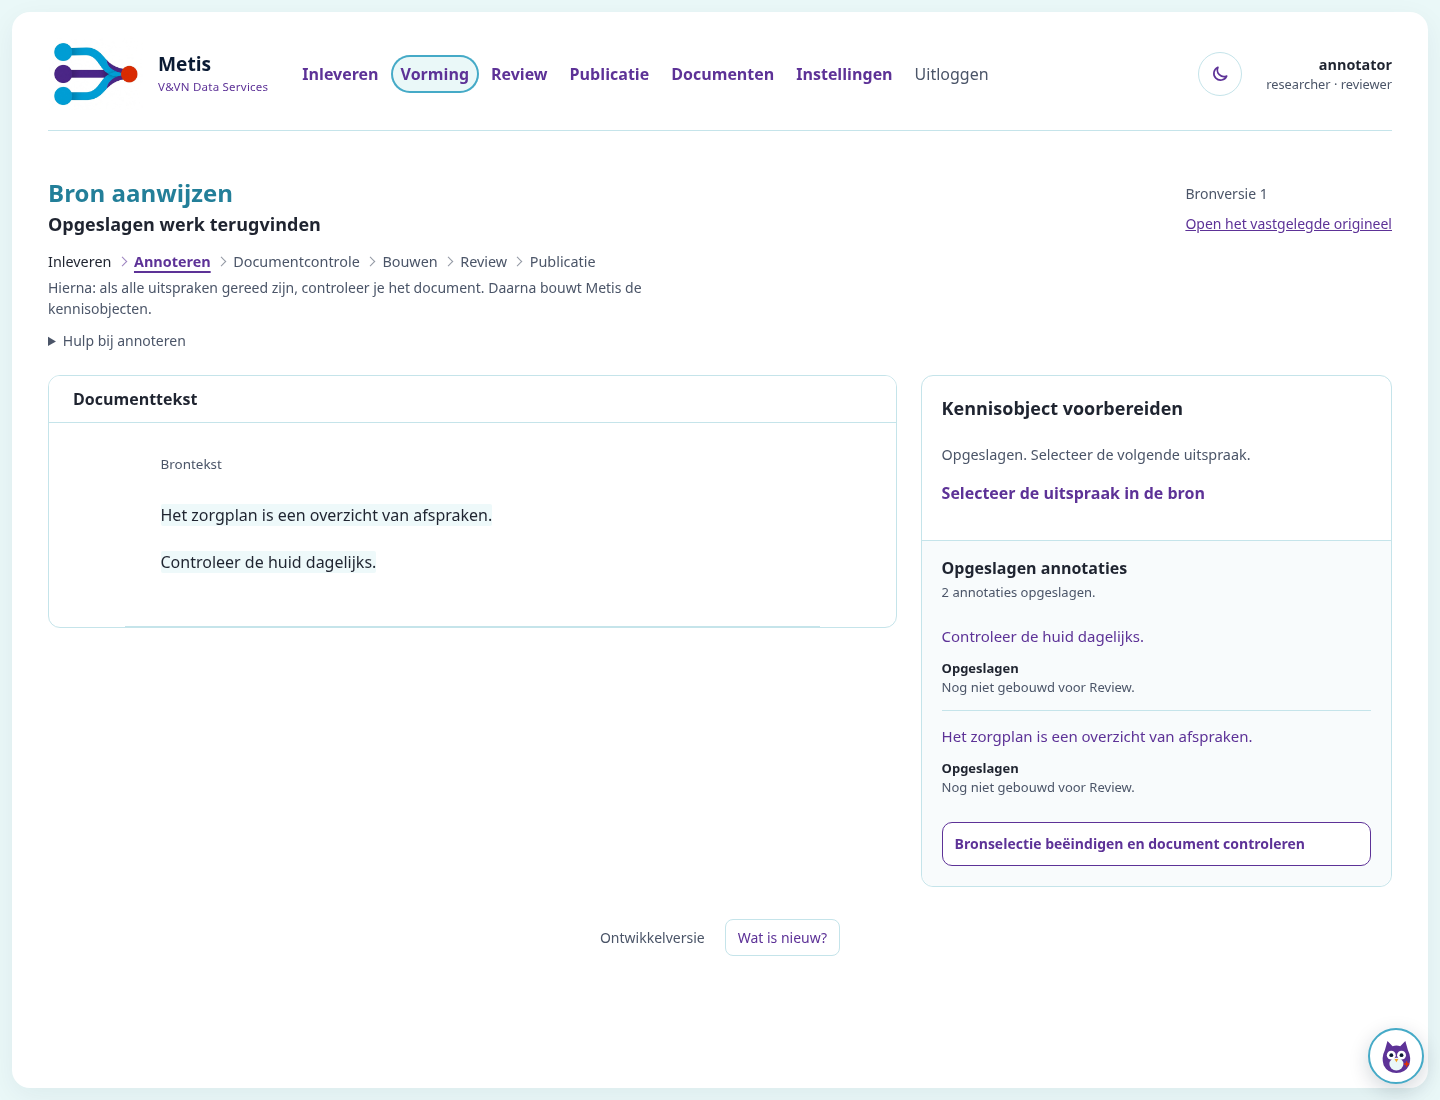 Metis
V&VN Data Services
Inleveren
Vorming
Review
Publicatie
Documenten
Instellingen
Uitloggen
annotator
researcher · reviewer
Bron aanwijzen
Opgeslagen werk terugvinden
Bronversie 1
Open het vastgelegde origineel
Inleveren
Annoteren
Documentcontrole
Bouwen
Review
Publicatie
Hierna: als alle uitspraken gereed zijn, controleer je het document. Daarna bouwt Metis de
kennisobjecten.
Hulp bij annoteren
Documenttekst
Brontekst
Het zorgplan is een overzicht van afspraken.
Controleer de huid dagelijks.
Kennisobject voorbereiden
Opgeslagen. Selecteer de volgende uitspraak.
Selecteer de uitspraak in de bron
Opgeslagen annotaties
2 annotaties opgeslagen.
Controleer de huid dagelijks.
Opgeslagen
Nog niet gebouwd voor Review.
Het zorgplan is een overzicht van afspraken.
Opgeslagen
Nog niet gebouwd voor Review.
Bronselectie beëindigen en document controleren
Ontwikkelversie
Wat is nieuw?